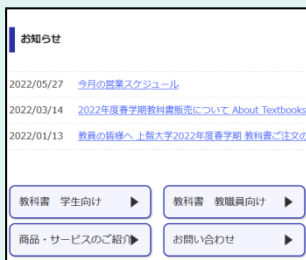 お知らせ
2022/05/27 今月の営業スケジュール
2022/03/14 2022年度春学期教科書販売について About Textbooks
2022/01/13 教員の皆様へ 上智大学2022年度春学期 教科書ご注文の
教科書 学生向け ▶ 教科書 教職員向け ▶
商品・サービスのご紹介▶ お問い合わせ ▶